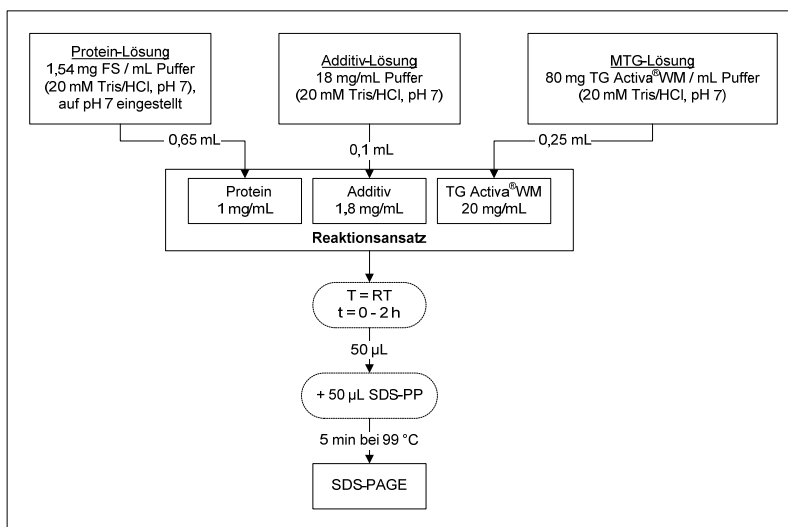 Protein-Lösung
1,54 mg FS / mL Puffer
(20 mM Tris/HCl, pH 7),
auf pH 7 eingestellt
Additiv-Lösung
18 mg/mL Puffer
(20 mM Tris/HCl, pH 7)
MTG-Lösung
80 mg TG Activa®WM / mL Puffer
(20 mM Tris/HCl, pH 7)
0,65 mL
0,1 mL
0,25 mL
Protein
1 mg/mL
Additiv
1,8 mg/mL
TG Activa®WM
20 mg/mL
Reaktionsansatz
T = RT
t = 0 - 2 h
50 µL
+ 50 µL SDS-PP
5 min bei 99 °C
SDS-PAGE